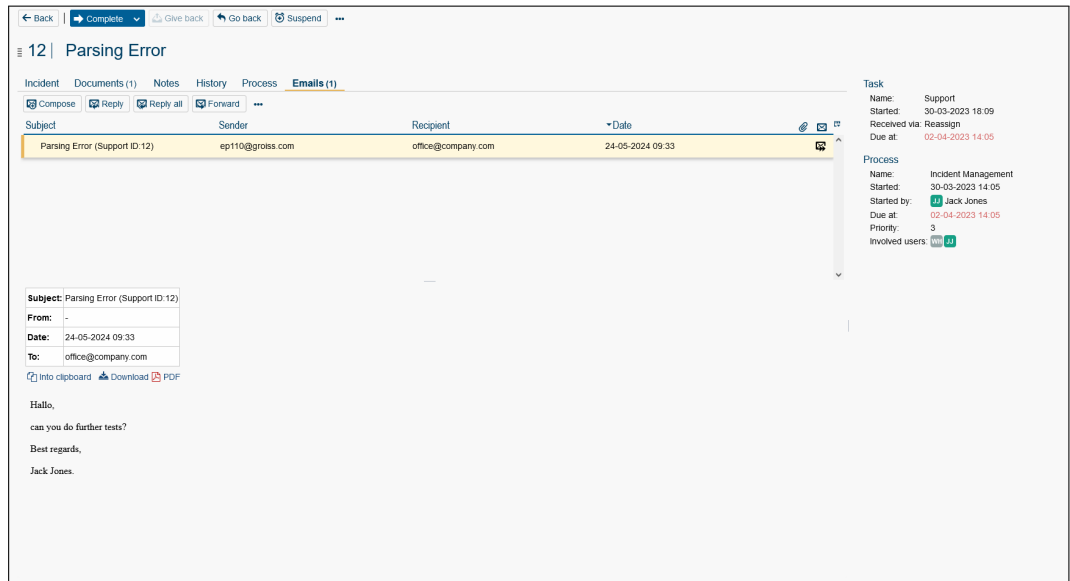 Back Complete Give back Go back Suspend
12 | Parsing Error
Incident Documents (1) Notes History Process Emails (1)
Compose Reply Reply all Forward
Subject Sender Recipient Date
Parsing Error (Support ID:12) ep110@groiss.com office@company.com 24-05-2024 09:33
Subject: Parsing Error (Support ID:12)
From: -
Date: 24-05-2024 09:33
To: office@company.com
Into clipboard Download PDF
Hallo,
can you do further tests?
Best regards,
Jack Jones.
Task
Name: Support
Started: 30-03-2023 18:09
Received via: Reassign
Due at: 02-04-2023 14:05
Process
Name: Incident Management
Started: 30-03-2023 14:05
Started by: JJ Jack Jones
Due at: 02-04-2023 14:05
Priority: 3
Involved users: JJ